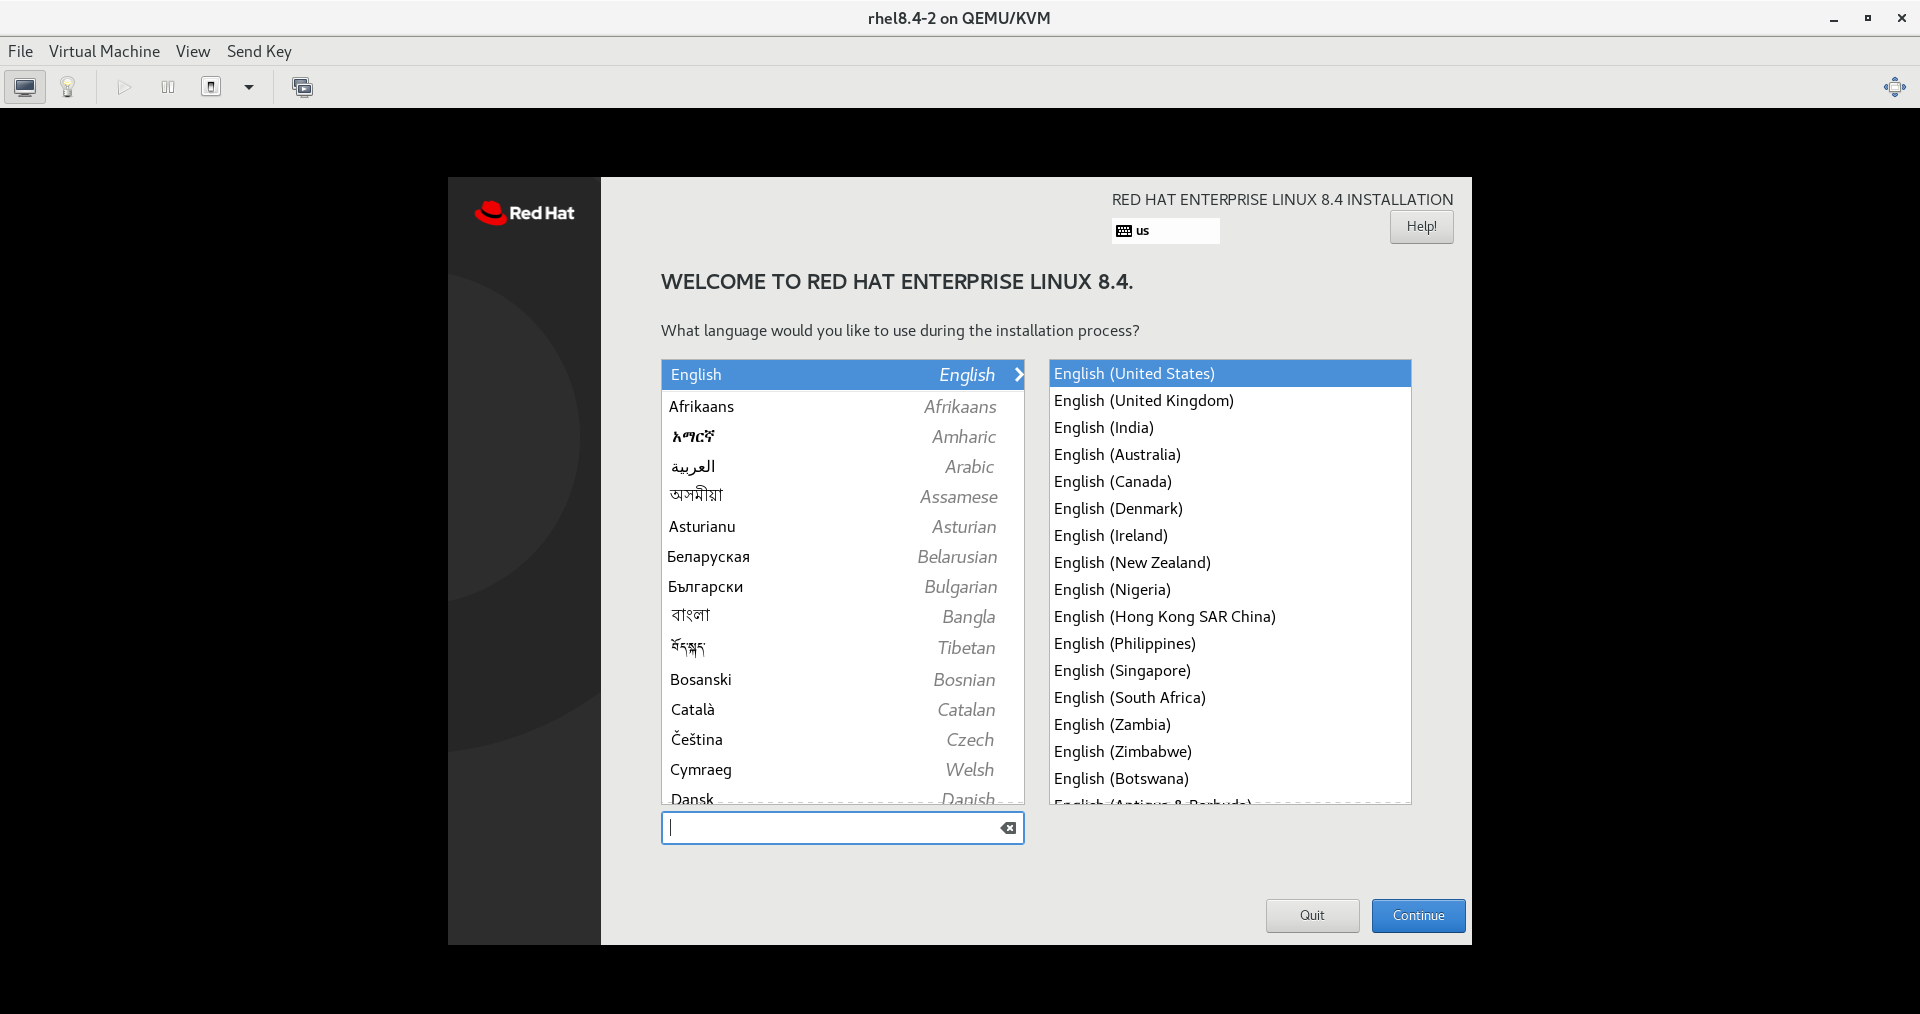 rhel8.4-2 on QEMU/KVM
File Virtual Machine View Send Key
Red Hat
RED HAT ENTERPRISE LINUX 8.4 INSTALLATION
us
Help!
WELCOME TO RED HAT ENTERPRISE LINUX 8.4.
What language would you like to use during the installation process?
English English
Afrikaans Afrikaans
አማርኛ Amharic
العربية Arabic
অসমীয়া Assamese
Asturianu Asturian
Беларуская Belarusian
Български Bulgarian
বাংলা Bangla
བོད་སྐད་ Tibetan
Bosanski Bosnian
Català Catalan
Čeština Czech
Cymraeg Welsh
Dansk Danish
English (United States)
English (United Kingdom)
English (India)
English (Australia)
English (Canada)
English (Denmark)
English (Ireland)
English (New Zealand)
English (Nigeria)
English (Hong Kong SAR China)
English (Philippines)
English (Singapore)
English (South Africa)
English (Zambia)
English (Zimbabwe)
English (Botswana)
English (Antigua & Barbuda)
Quit Continue